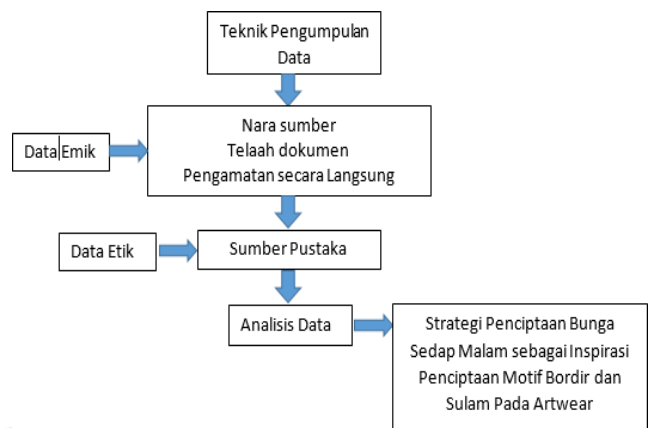 Teknik Pengumpulan
Data
Data Emik
Nara sumber
Telaah dokumen
Pengamatan secara Langsung
Data Etik
Sumber Pustaka
Analisis Data
Strategi Penciptaan Bunga
Sedap Malam sebagai Inspirasi
Penciptaan Motif Bordir dan
Sulam Pada Artwear